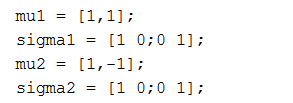 mu1 = [1,1];
sigma1 = [1 0;0 1];
mu2 = [1,-1];
sigma2 = [1 0;0 1];